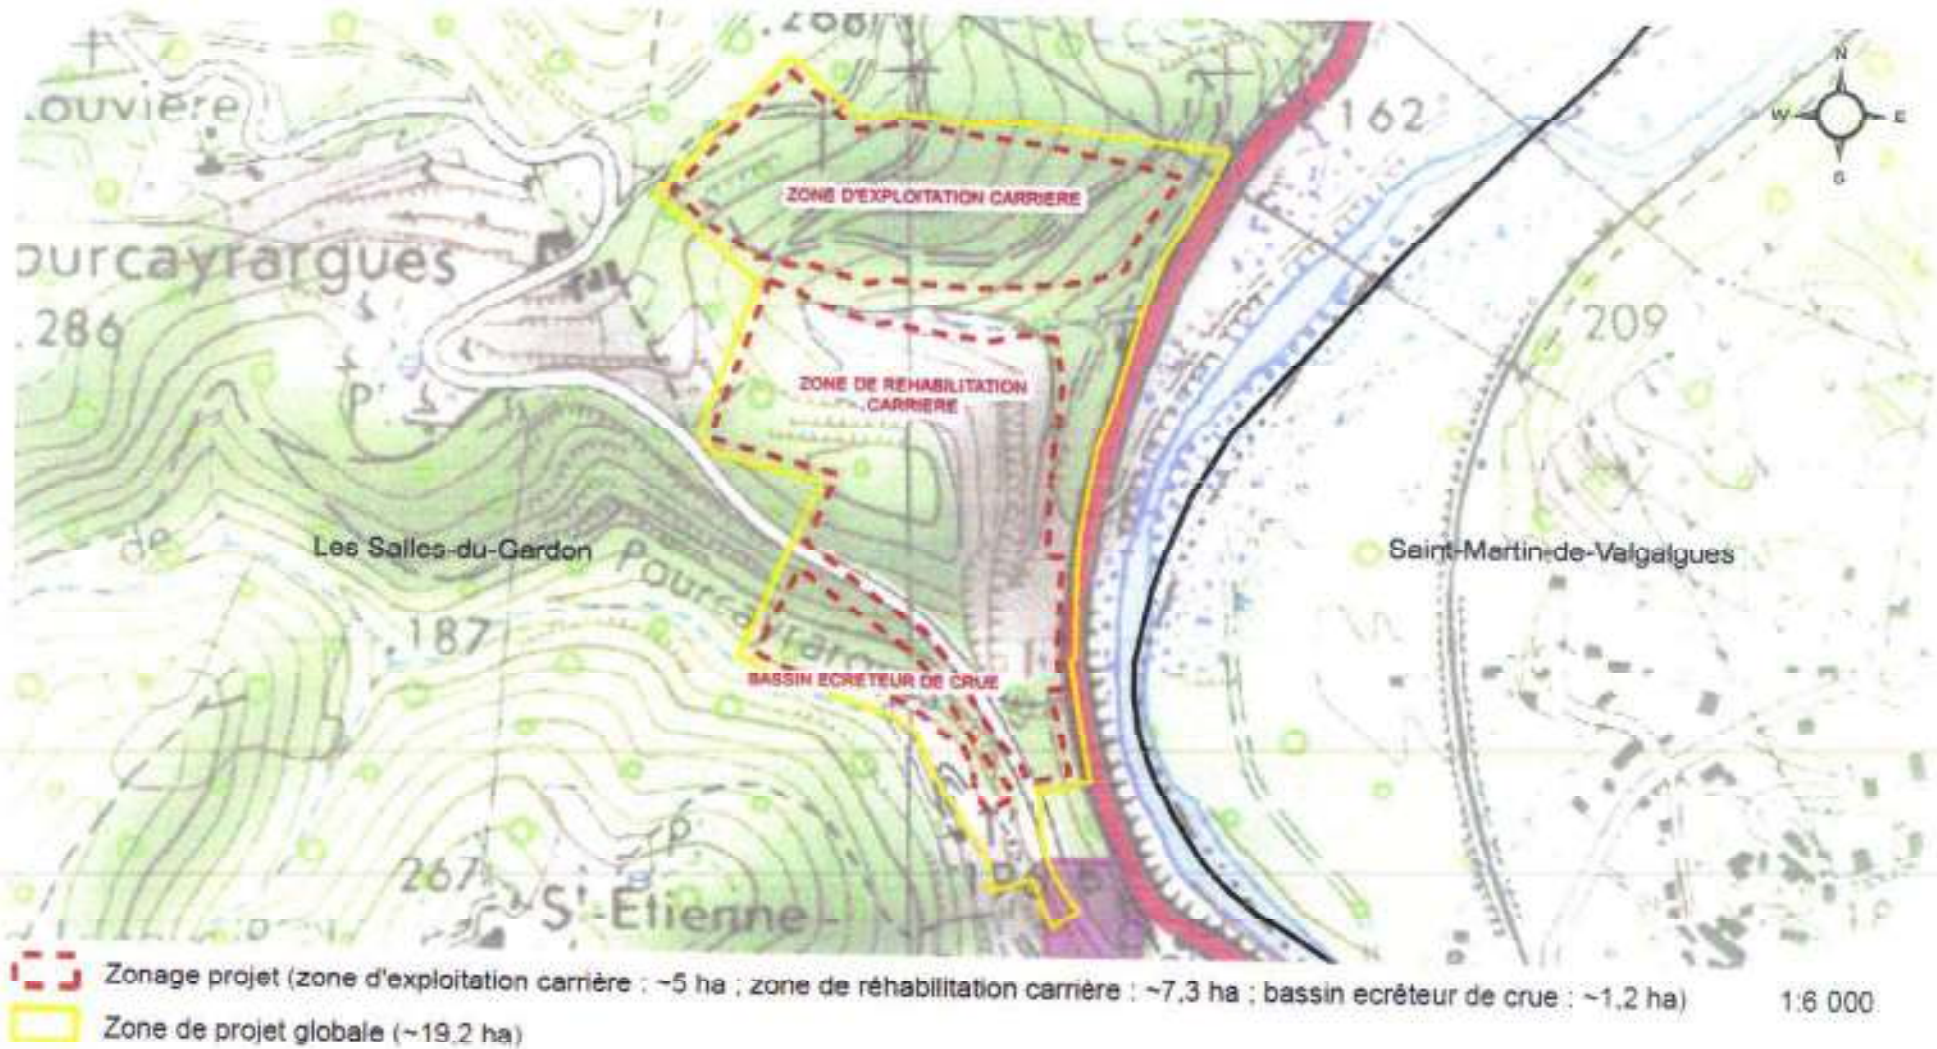 .268
N
W E
S
ouvière
162
ZONE D'EXPLOITATION CARRIERE
ourcayrargues
.286
209
ZONE DE REHABILITATION
CARRIERE
P
de
Les Salles-du-Gardon
Pourcayrargu
Saint-Martin-de-Valgalgues
187
BASSIN ECRETEUR DE CRUE
P
267
St-Etienne
Zonage projet (zone d'exploitation carrière : ~5 ha ; zone de réhabilitation carrière : ~7,3 ha ; bassin ecrêteur de crue : ~1,2 ha)
1:6 000
Zone de projet globale (~19.2 ha)